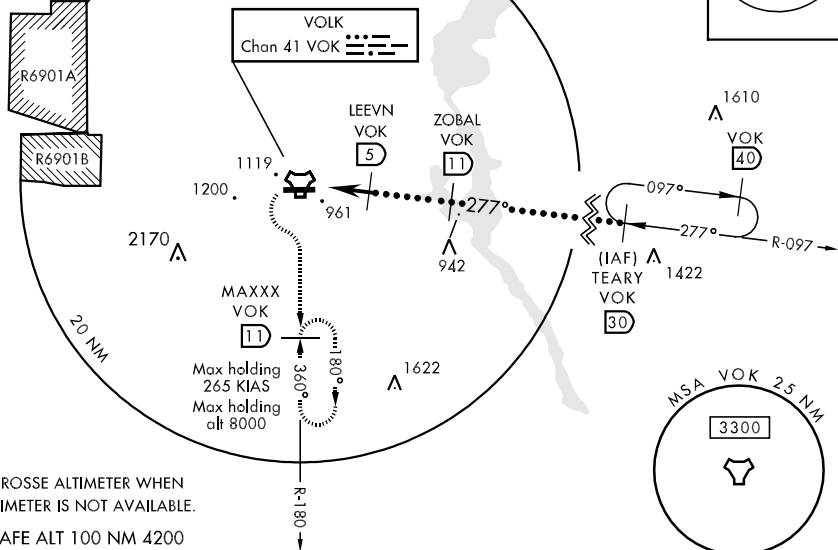 VOLK
Chan 41 VOK
R6901A
R6901B
LEEVN
VOK
5
ZOBAL
VOK
11
1610
VOK
40
1119
1200
961
277°
097°
277°
R-097
2170
942
(IAF)
TEARY
VOK
30
1422
MAXXX
VOK
11
20 NM
Max holding
265 KIAS
Max holding
alt 8000
360°
180°
1622
R-180
MSA VOK 25 NM
3300
ROSSE ALTIMETER WHEN
IMETER IS NOT AVAILABLE.
AFE ALT 100 NM 4200